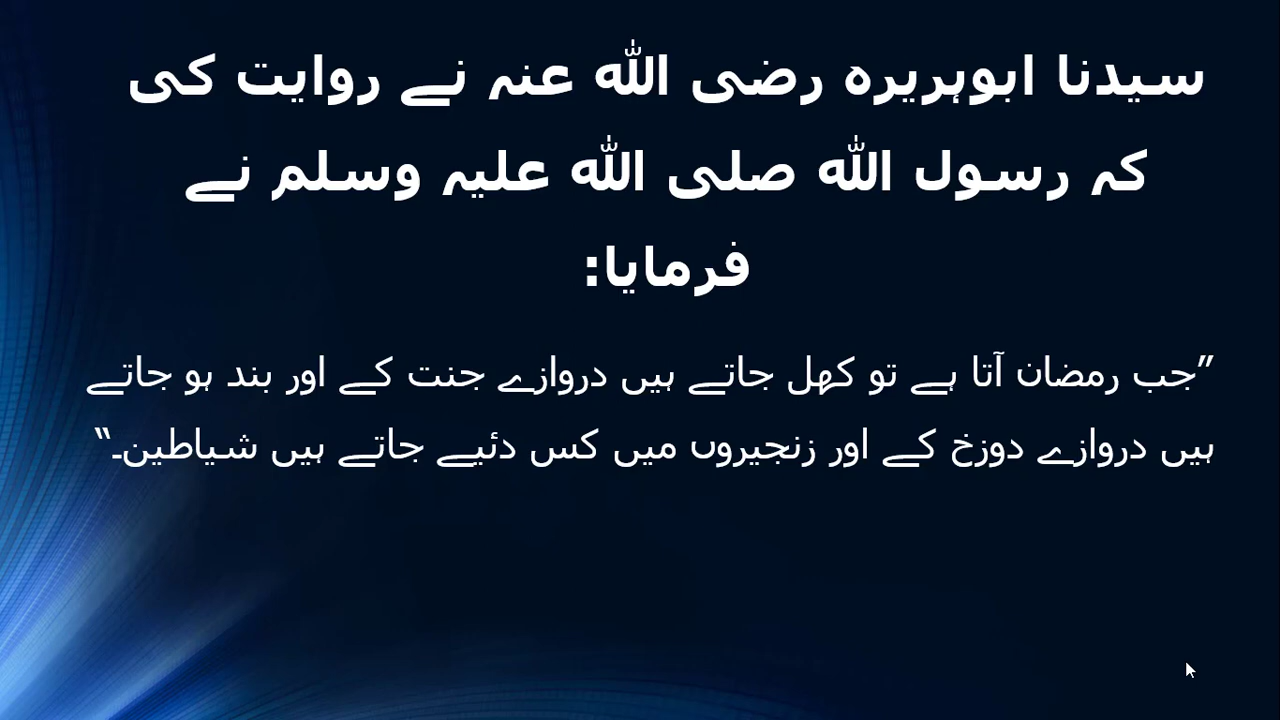 سیدنا ابوہریرہ رضی اللہ عنہ نے روایت کی
کہ رسول اللہ صلی اللہ علیہ وسلم نے
فرمایا:
”جب رمضان آتا ہے تو کھل جاتے ہیں دروازے جنت کے اور بند ہو جاتے
ہیں دروازے دوزخ کے اور زنجیروں میں کس دئیے جاتے ہیں شیاطین۔“